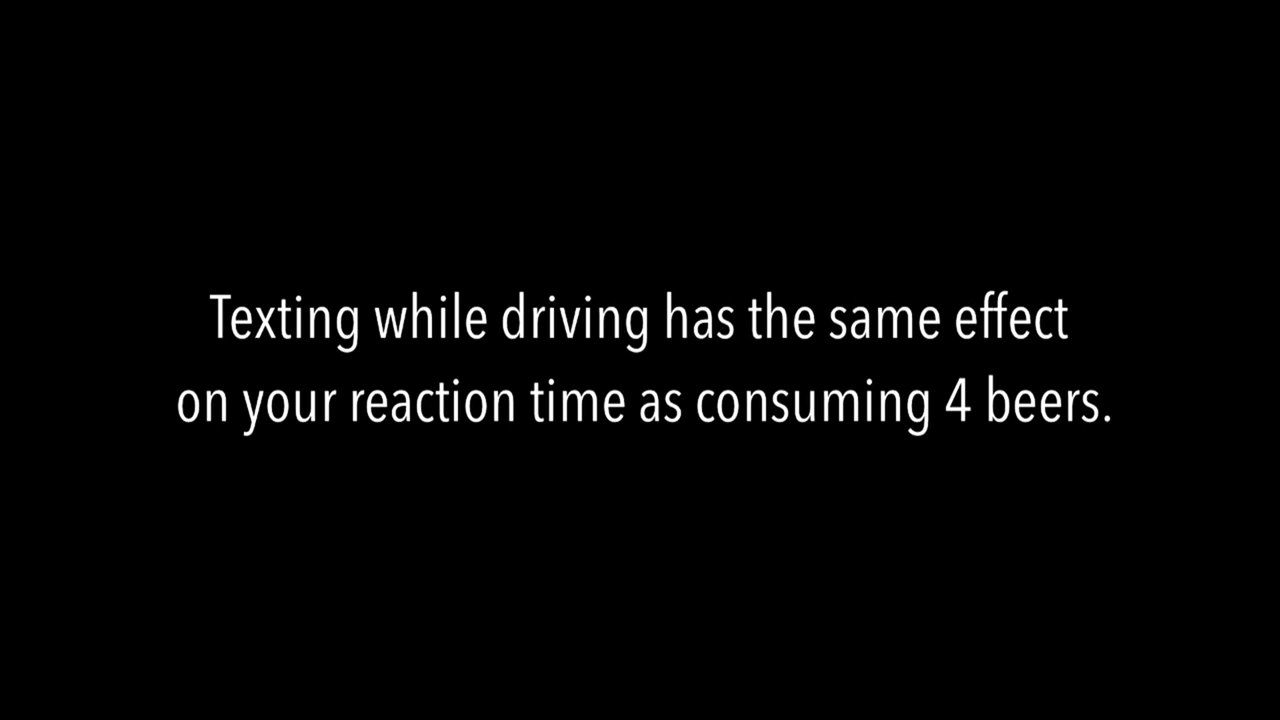 Texting while driving has the same effect
on your reaction time as consuming 4 beers.